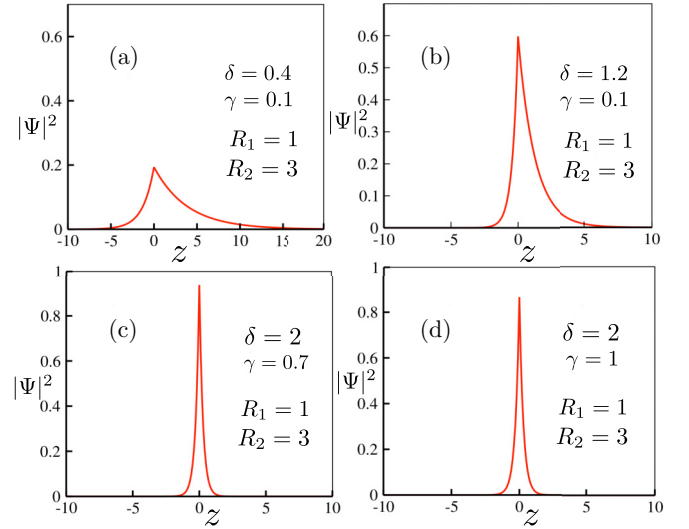 (a)
δ = 0.4
γ = 0.1
R₁ = 1
R₂ = 3
|Ψ|²
0.6
0.4
0.2
0
-10 -5 0 5 10 15 20
z
(b)
δ = 1.2
γ = 0.1
R₁ = 1
R₂ = 3
|Ψ|²
0.6
0.5
0.4
0.3
0.2
0.1
0
-10 -5 0 5 10
z
(c)
δ = 2
γ = 0.7
R₁ = 1
R₂ = 3
|Ψ|²
1
0.8
0.6
0.4
0.2
0
-10 -5 0 5 10
z
(d)
δ = 2
γ = 1
R₁ = 1
R₂ = 3
|Ψ|²
1
0.8
0.6
0.4
0.2
0
-10 -5 0 5 10
z